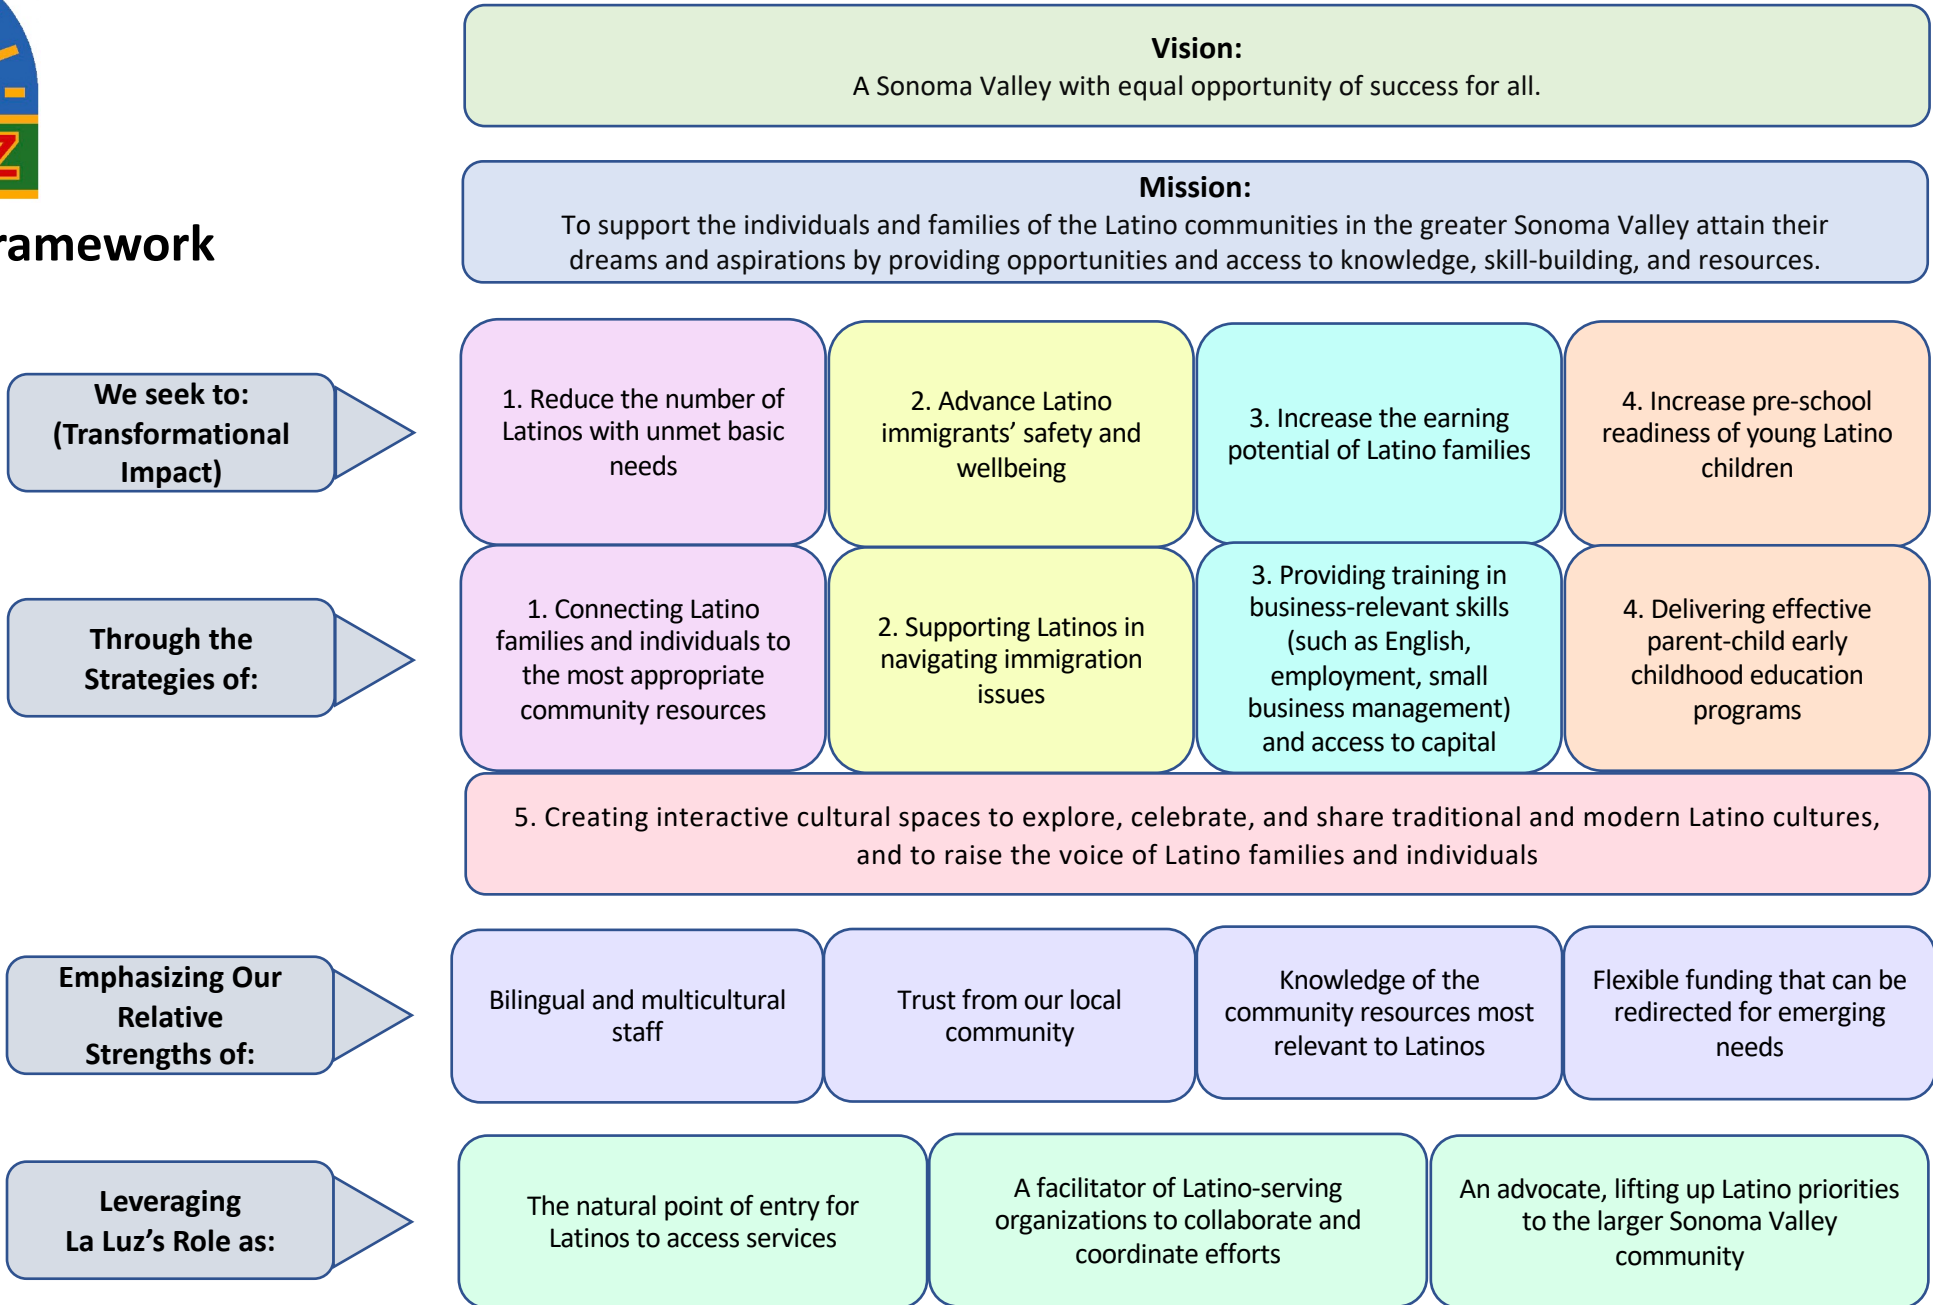 Z
ramework
Vision:
A Sonoma Valley with equal opportunity of success for all.
Mission:
To support the individuals and families of the Latino communities in the greater Sonoma Valley attain their
dreams and aspirations by providing opportunities and access to knowledge, skill-building, and resources.
We seek to:
(Transformational
Impact)
1. Reduce the number of
Latinos with unmet basic
needs
2. Advance Latino
immigrants’ safety and
wellbeing
3. Increase the earning
potential of Latino families
4. Increase pre-school
readiness of young Latino
children
Through the
Strategies of:
1. Connecting Latino
families and individuals to
the most appropriate
community resources
2. Supporting Latinos in
navigating immigration
issues
3. Providing training in
business-relevant skills
(such as English,
employment, small
business management)
and access to capital
4. Delivering effective
parent-child early
childhood education
programs
5. Creating interactive cultural spaces to explore, celebrate, and share traditional and modern Latino cultures,
and to raise the voice of Latino families and individuals
Emphasizing Our
Relative
Strengths of:
Bilingual and multicultural
staff
Trust from our local
community
Knowledge of the
community resources most
relevant to Latinos
Flexible funding that can be
redirected for emerging
needs
Leveraging
La Luz’s Role as:
The natural point of entry for
Latinos to access services
A facilitator of Latino-serving
organizations to collaborate and
coordinate efforts
An advocate, lifting up Latino priorities
to the larger Sonoma Valley
community